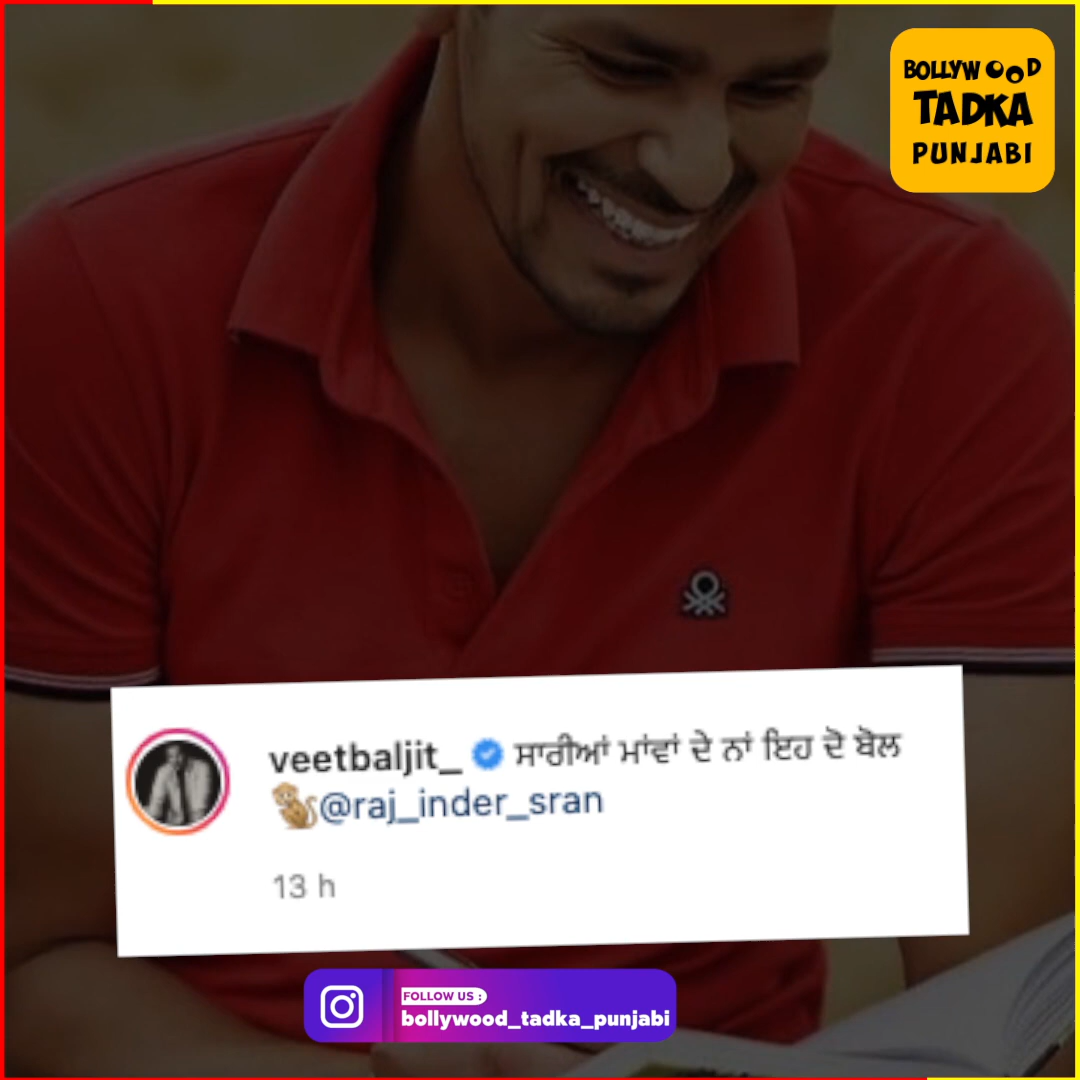 BOLLYWOOD
TADKA
PUNJABI
veetbaljit_ ਸਾਰੀਆਂ ਮਾਂਵਾਂ ਦੇ ਨਾਂ ਇਹ ਦੋ ਬੋਲ
🐒@raj_inder_sran
13 h
FOLLOW US :
bollywood_tadka_punjabi